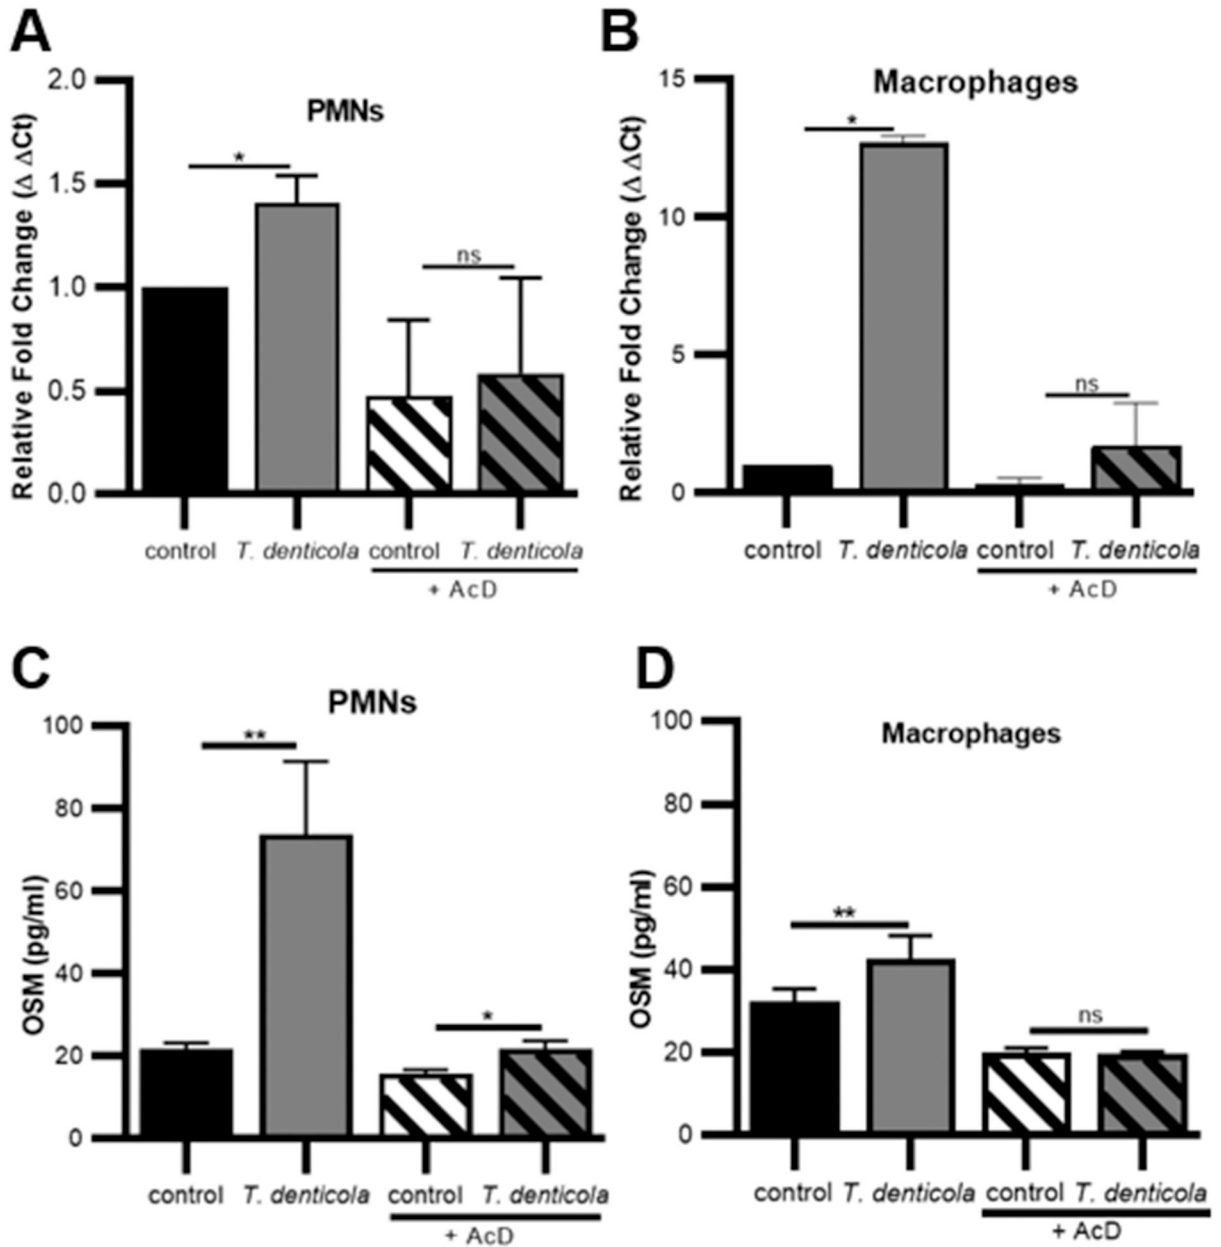 A
PMNs
Relative Fold Change (Δ ΔCt)
2.0
1.5
1.0
0.5
0.0
*
ns
control T. denticola control T. denticola
+ AcD
B
Macrophages
Relative Fold Change (Δ ΔCt)
15
10
5
0
*
ns
control T. denticola control T. denticola
+ AcD
C
PMNs
OSM (pg/ml)
100
80
60
40
20
0
**
*
control T. denticola control T. denticola
+ AcD
D
Macrophages
OSM (pg/ml)
100
80
60
40
20
0
**
ns
control T. denticola control T. denticola
+ AcD